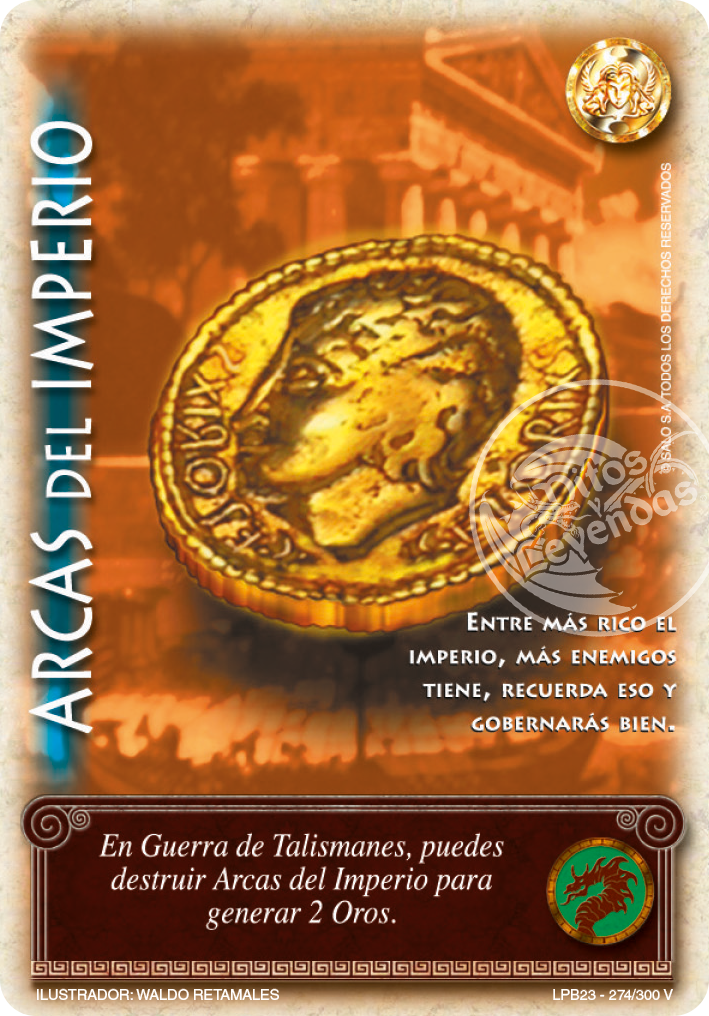 ARCAS DEL IMPERIO
© SALO S.A. TODOS LOS DERECHOS RESERVADOS
Mitos
y
Leyendas
ENTRE MÁS RICO EL
IMPERIO, MÁS ENEMIGOS
TIENE, RECUERDA ESO Y
GOBERNARÁS BIEN.
En Guerra de Talismanes, puedes
destruir Arcas del Imperio para
generar 2 Oros.
ILUSTRADOR: WALDO RETAMALES
LPB23 - 274/300 V